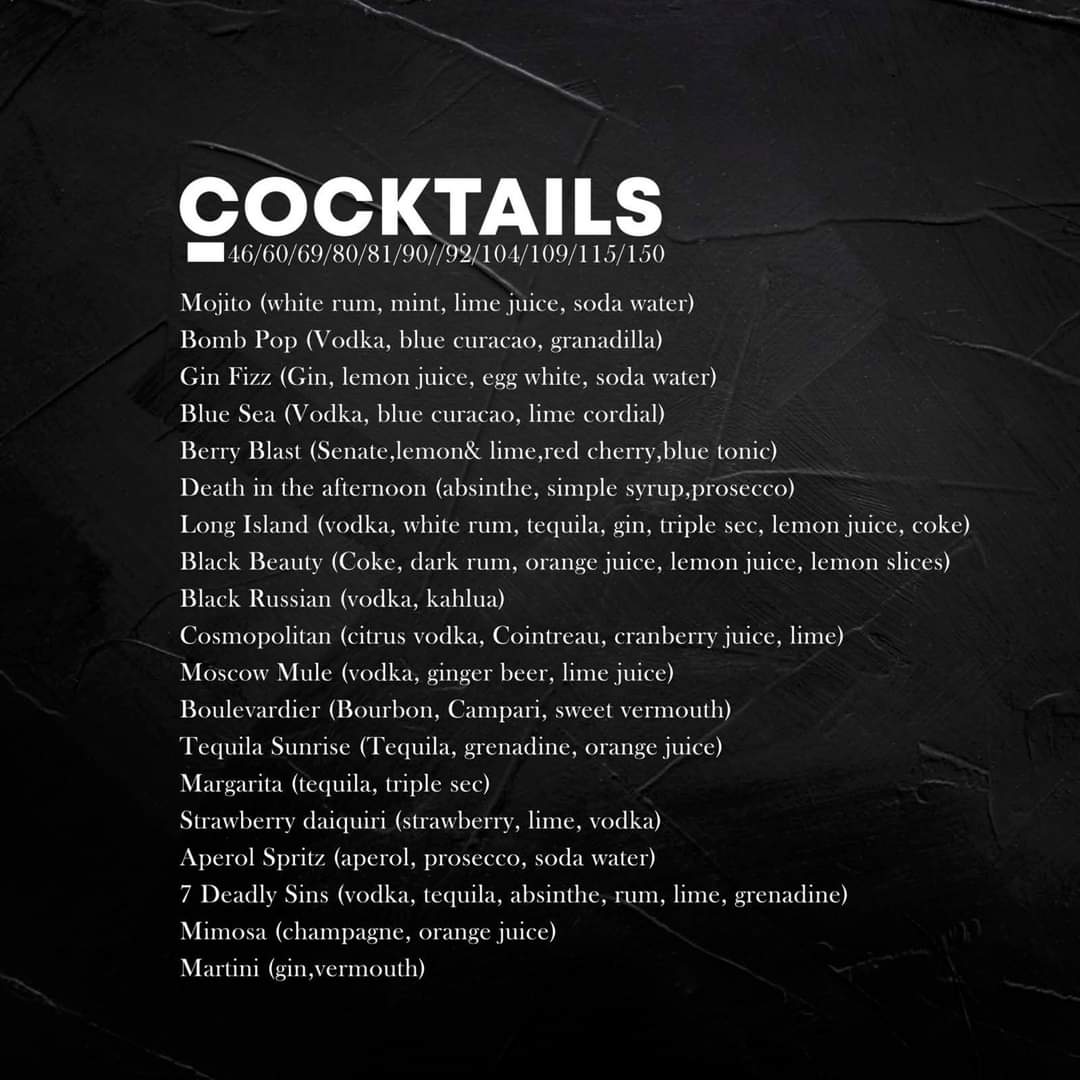 COCKTAILS
46/60/69/80/81/90//92/104/109/115/150
Mojito (white rum, mint, lime juice, soda water)
Bomb Pop (Vodka, blue curacao, granadilla)
Gin Fizz (Gin, lemon juice, egg white, soda water)
Blue Sea (Vodka, blue curacao, lime cordial)
Berry Blast (Senate,lemon& lime,red cherry,blue tonic)
Death in the afternoon (absinthe, simple syrup,prosecco)
Long Island (vodka, white rum, tequila, gin, triple sec, lemon juice, coke)
Black Beauty (Coke, dark rum, orange juice, lemon juice, lemon slices)
Black Russian (vodka, kahlua)
Cosmopolitan (citrus vodka, Cointreau, cranberry juice, lime)
Moscow Mule (vodka, ginger beer, lime juice)
Boulevardier (Bourbon, Campari, sweet vermouth)
Tequila Sunrise (Tequila, grenadine, orange juice)
Margarita (tequila, triple sec)
Strawberry daiquiri (strawberry, lime, vodka)
Aperol Spritz (aperol, prosecco, soda water)
7 Deadly Sins (vodka, tequila, absinthe, rum, lime, grenadine)
Mimosa (champagne, orange juice)
Martini (gin,vermouth)